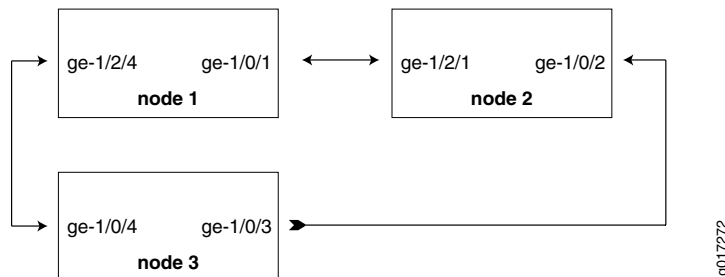 ge-1/2/4 ge-1/0/1
node 1
ge-1/2/1 ge-1/0/2
node 2
ge-1/0/4 ge-1/0/3
node 3
g017272